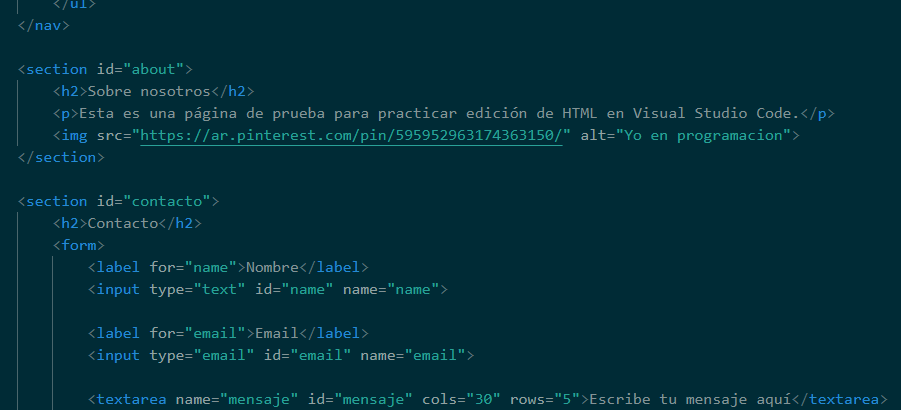 </ul>
</nav>
<section id="about">
<h2>Sobre nosotros</h2>
<p>Esta es una página de prueba para practicar edición de HTML en Visual Studio Code.</p>
<img src="https://ar.pinterest.com/pin/595952963174363150/" alt="Yo en programacion">
</section>
<section id="contacto">
<h2>Contacto</h2>
<form>
<label for="name">Nombre</label>
<input type="text" id="name" name="name">
<label for="email">Email</label>
<input type="email" id="email" name="email">
<textarea name="mensaje" id="mensaje" cols="30" rows="5">Escribe tu mensaje aquí</textarea>